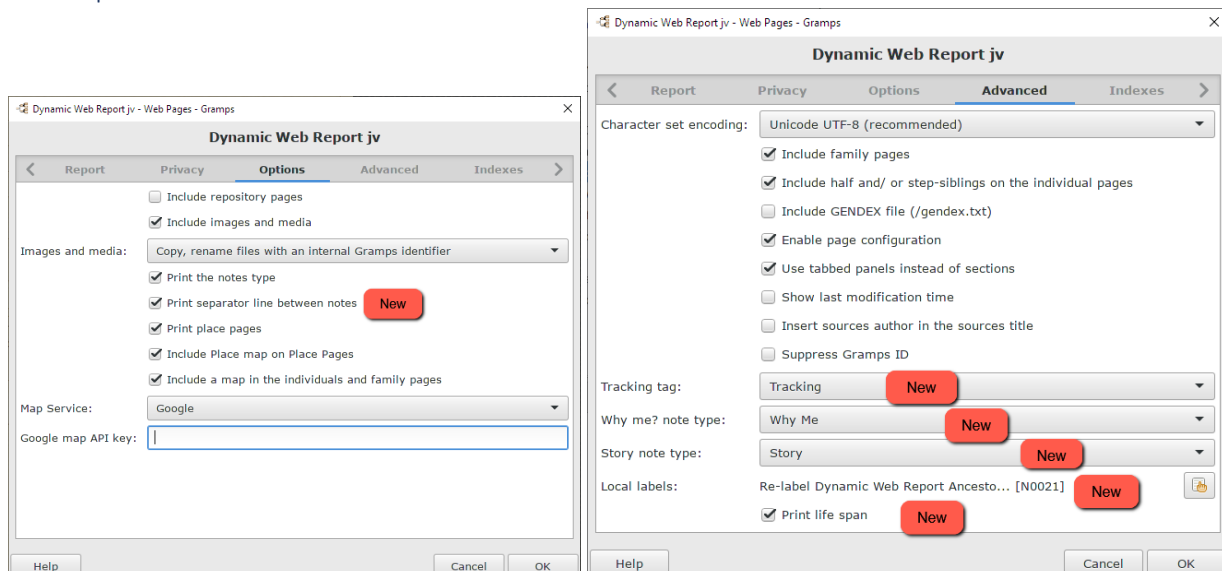 Dynamic Web Report jv - Web Pages - Gramps
Dynamic Web Report jv
Report Privacy Options Advanced Indexes
Include repository pages
Include images and media
Images and media: Copy, rename files with an internal Gramps identifier
Print the notes type
Print separator line between notes New
Print place pages
Include Place map on Place Pages
Include a map in the individuals and family pages
Map Service: Google
Google map API key:
Help Cancel OK
Dynamic Web Report jv - Web Pages - Gramps
Dynamic Web Report jv
Report Privacy Options Advanced Indexes
Character set encoding: Unicode UTF-8 (recommended)
Include family pages
Include half and/ or step-siblings on the individual pages
Include GENDEX file (/gendex.txt)
Enable page configuration
Use tabbed panels instead of sections
Show last modification time
Insert sources author in the sources title
Suppress Gramps ID
Tracking tag: Tracking New
Why me? note type: Why Me New
Story note type: Story New
Local labels: Re-label Dynamic Web Report Ancesto... [N0021] New
Print life span New
Help Cancel OK